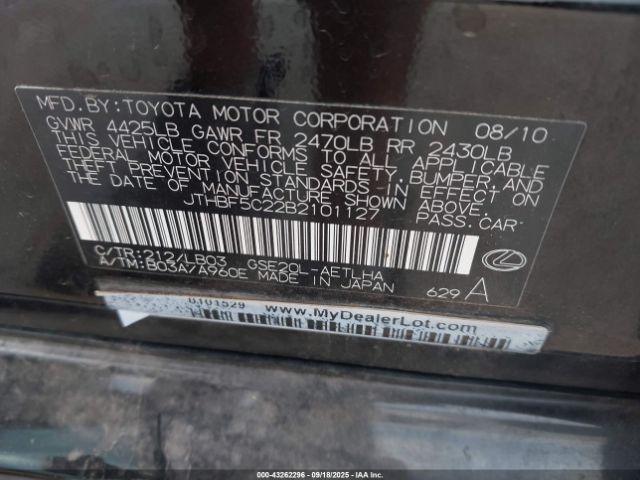 MFD. BY: TOYOTA MOTOR CORPORATION 08/10
GVWR 4425LB GAWR FR 2470LB RR 2430LB
THIS VEHICLE CONFORMS TO ALL APPLICABLE
FEDERAL MOTOR VEHICLE SAFETY, BUMPER, AND
THEFT PREVENTION STANDARDS IN EFFECT ON
THE DATE OF MANUFACTURE SHOWN ABOVE.
JTHBF5C22B2101127 PASS. CAR
C/TR: 212/LB03 GSE20L-AETLHA
A/TM: B03A/A960E MADE IN JAPAN
629 A
0101529 www.MyDealerLot.com
000-43262296 - 09/18/2025 - IAA Inc.